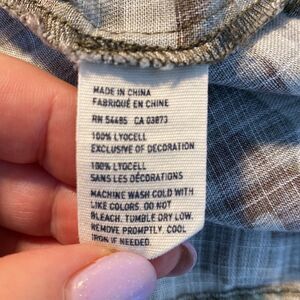 MADE IN CHINA
FABRIQUÉ EN CHINE
RN 54485 CA 03873
100% LYOCELL
EXCLUSIVE OF DECORATION
100% LYOCELL
SANS LES DÉCORATIONS
MACHINE WASH COLD WITH
LIKE COLORS. DO NOT
BLEACH. TUMBLE DRY LOW.
REMOVE PROMPTLY. COOL
IRON IF NEEDED.